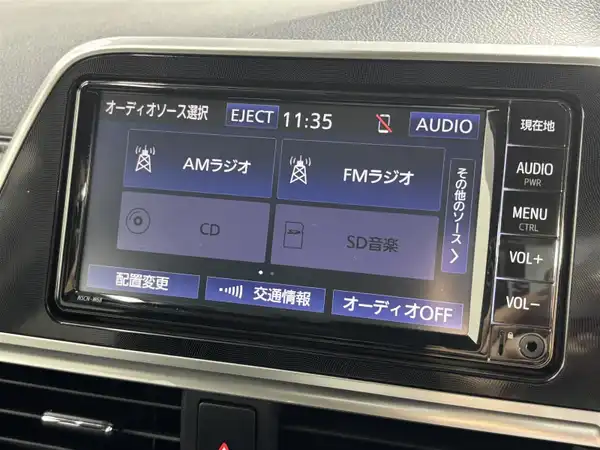 オーディオソース選択 EJECT 11:35 AUDIO
AMラジオ FMラジオ
CD SD音楽
その他のソース
配置変更 交通情報 オーディオOFF
NSCN-W68
現在地
AUDIO
PWR
MENU
CTRL
VOL+
VOL−